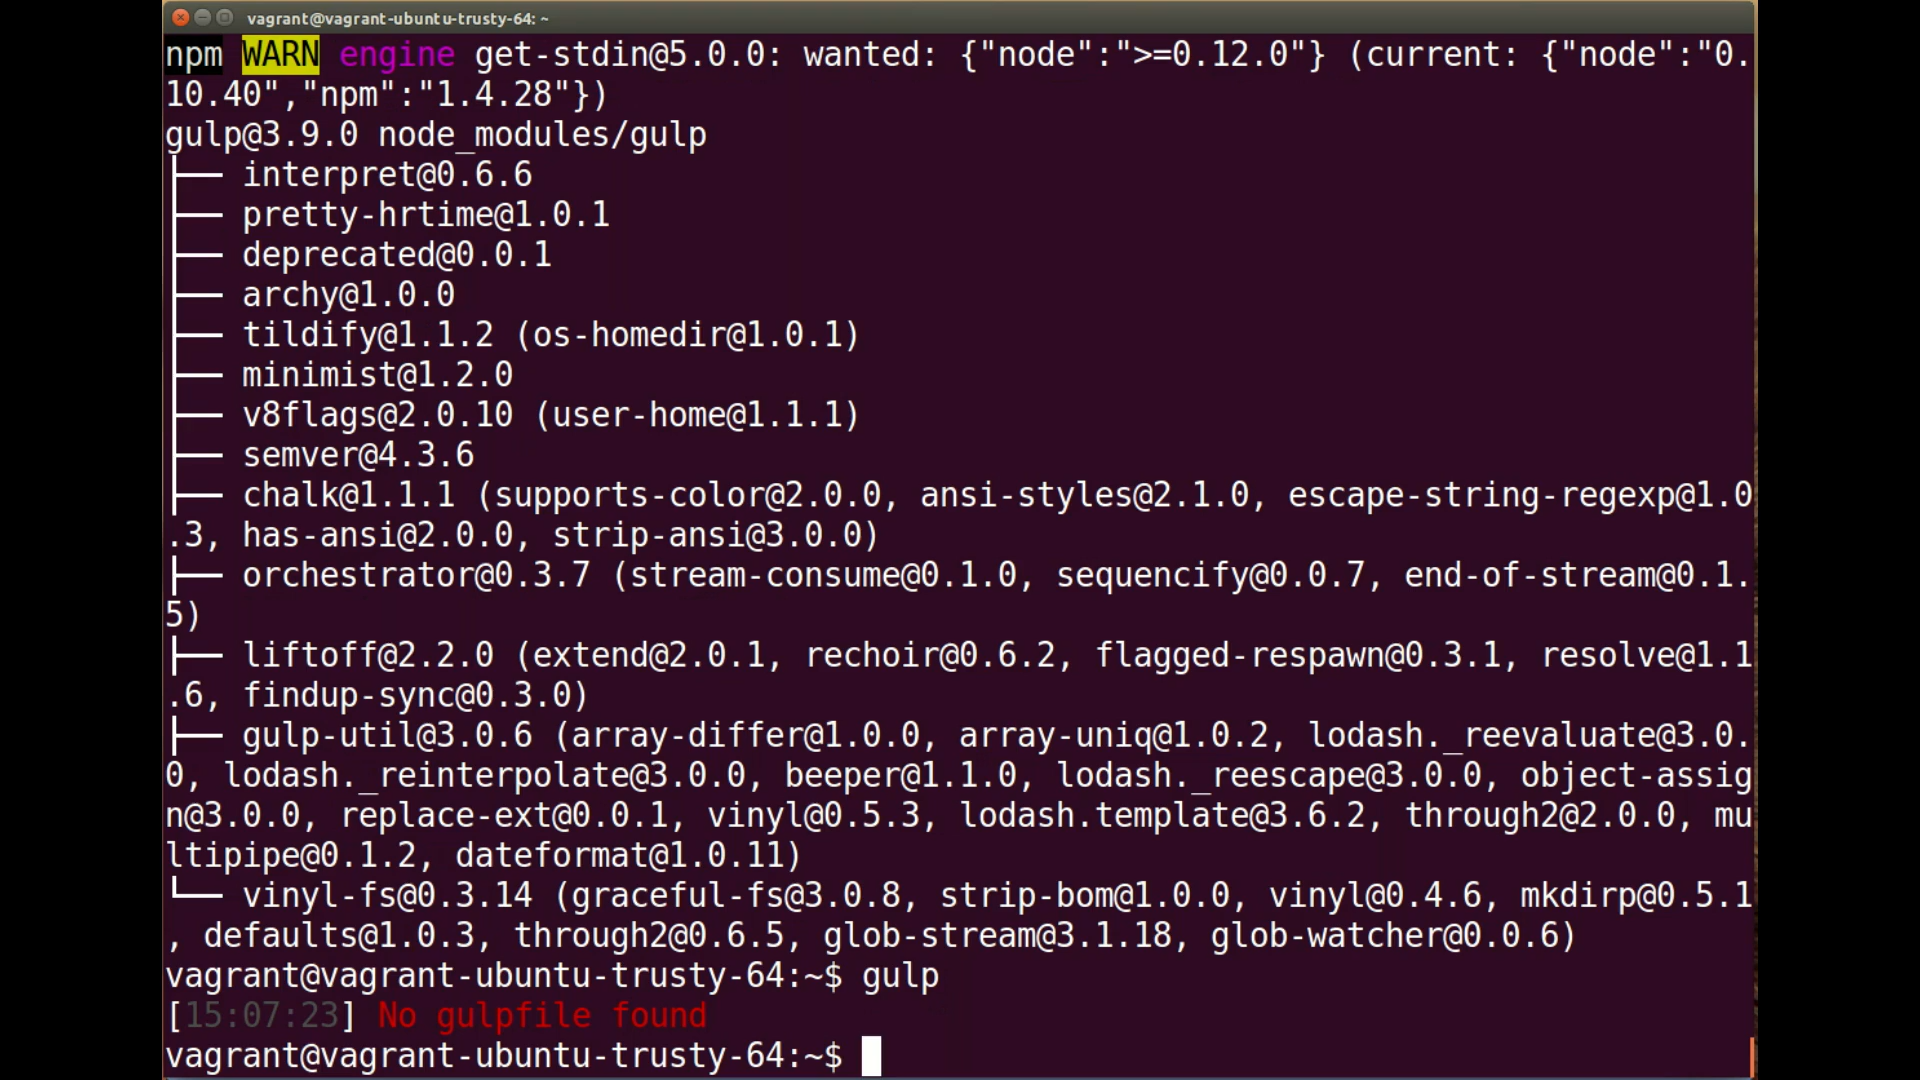 vagrant@vagrant-ubuntu-trusty-64: ~
npm WARN engine get-stdin@5.0.0: wanted: {"node":">=0.12.0"} (current: {"node":"0.
10.40","npm":"1.4.28"})
gulp@3.9.0 node_modules/gulp
├── interpret@0.6.6
├── pretty-hrtime@1.0.1
├── deprecated@0.0.1
├── archy@1.0.0
├── tildify@1.1.2 (os-homedir@1.0.1)
├── minimist@1.2.0
├── v8flags@2.0.10 (user-home@1.1.1)
├── semver@4.3.6
├── chalk@1.1.1 (supports-color@2.0.0, ansi-styles@2.1.0, escape-string-regexp@1.0
.3, has-ansi@2.0.0, strip-ansi@3.0.0)
├── orchestrator@0.3.7 (stream-consume@0.1.0, sequencify@0.0.7, end-of-stream@0.1.
5)
├── liftoff@2.2.0 (extend@2.0.1, rechoir@0.6.2, flagged-respawn@0.3.1, resolve@1.1
.6, findup-sync@0.3.0)
├── gulp-util@3.0.6 (array-differ@1.0.0, array-uniq@1.0.2, lodash._reevaluate@3.0.
0, lodash._reinterpolate@3.0.0, beeper@1.1.0, lodash._reescape@3.0.0, object-assig
n@3.0.0, replace-ext@0.0.1, vinyl@0.5.3, lodash.template@3.6.2, through2@2.0.0, mu
ltipipe@0.1.2, dateformat@1.0.11)
└── vinyl-fs@0.3.14 (graceful-fs@3.0.8, strip-bom@1.0.0, vinyl@0.4.6, mkdirp@0.5.1
, defaults@1.0.3, through2@0.6.5, glob-stream@3.1.18, glob-watcher@0.0.6)
vagrant@vagrant-ubuntu-trusty-64:~$ gulp
[15:07:23] No gulpfile found
vagrant@vagrant-ubuntu-trusty-64:~$